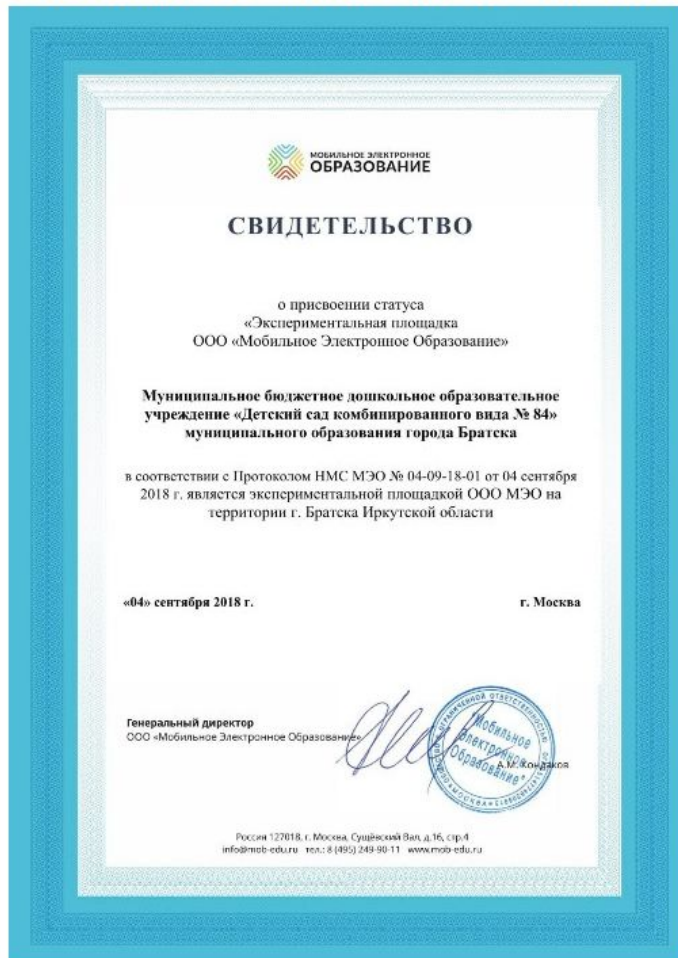 МОБИЛЬНОЕ ЭЛЕКТРОННОЕ
ОБРАЗОВАНИЕ
СВИДЕТЕЛЬСТВО
о присвоении статуса
«Экспериментальная площадка
ООО «Мобильное Электронное Образование»
Муниципальное бюджетное дошкольное образовательное
учреждение «Детский сад комбинированного вида № 84»
муниципального образования города Братска
в соответствии с Протоколом НМС МЭО № 04-09-18-01 от 04 сентября
2018 г. является экспериментальной площадкой ООО МЭО на
территории г. Братска Иркутской области
«04» сентября 2018 г. г. Москва
Генеральный директор
ООО «Мобильное Электронное Образование»
ОГРАНИЧЕННОЙ ОТВЕТСТВЕННОСТЬЮ
"Мобильное
Электронное
Образование"
МОСКВА
А.М. Кондаков
Россия 127018, г. Москва, Сущёвский Вал, д.16, стр.4
info@mob-edu.ru тел.: 8 (495) 249-90-11 www.mob-edu.ru